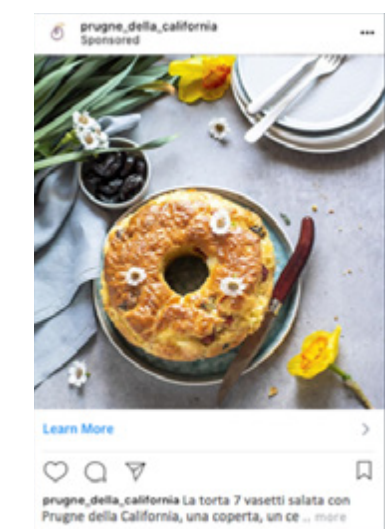 prugne_della_california
Sponsored
Learn More
prugne_della_california La torta 7 vasetti salata con
Prugne della California, una coperta, un ce ... more